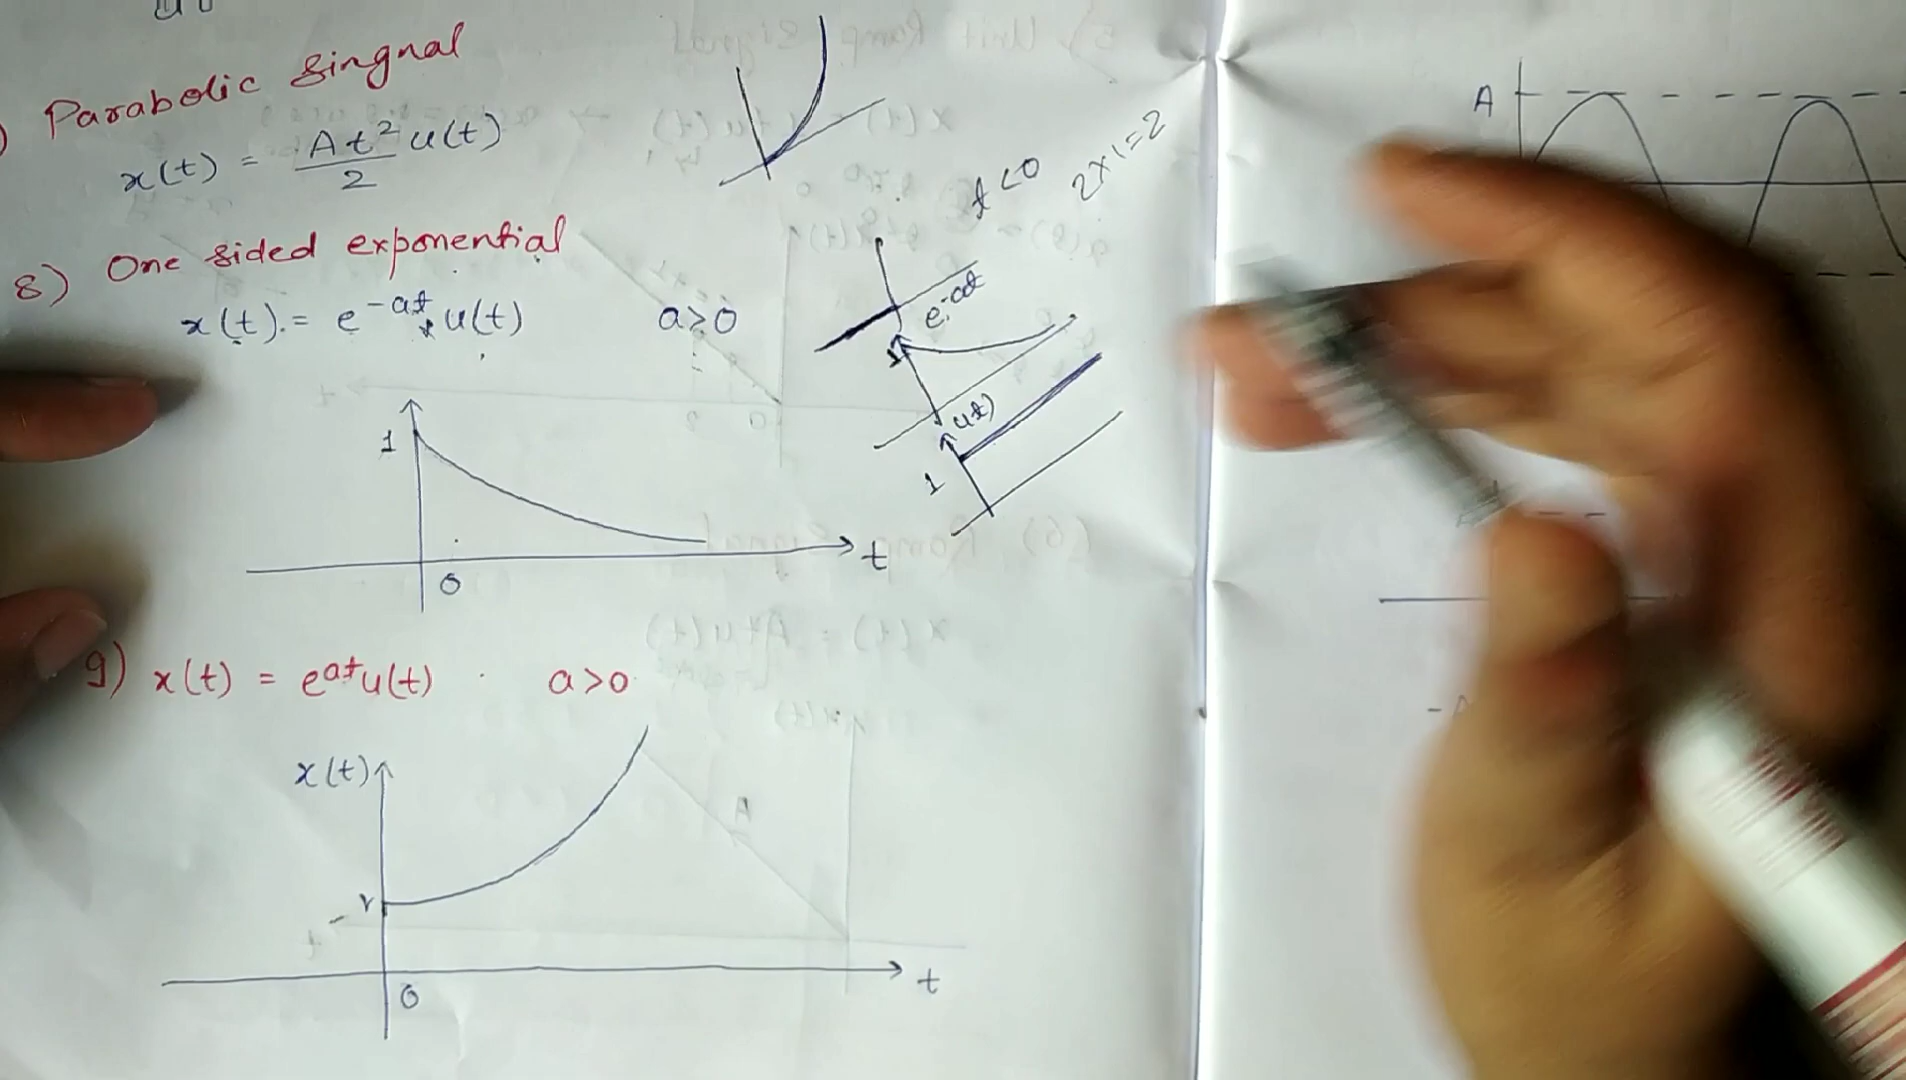 Parabolic Singnal
x(t) = At²/2 u(t)
8) One sided exponential
x(t) = e^-at . u(t) a>0
1
0
t
t<0
2×1=2
e^-at
1
u(t)
1
9) x(t) = e^at u(t) a>0
x(t)
0
t
A